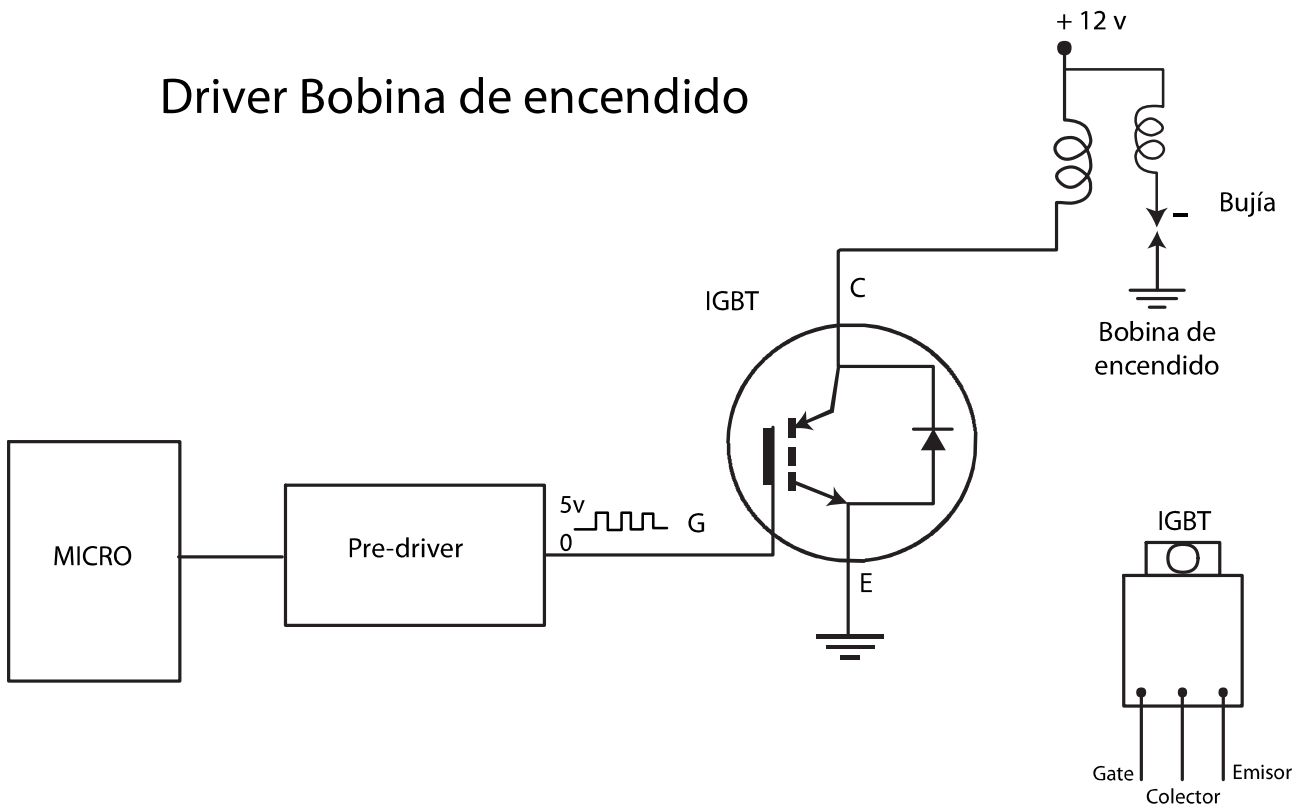 + 12 v
Driver Bobina de encendido
Bujía
C
IGBT
Bobina de
encendido
5v
G
0
MICRO
Pre-driver
E
IGBT
Gate
Emisor
Colector